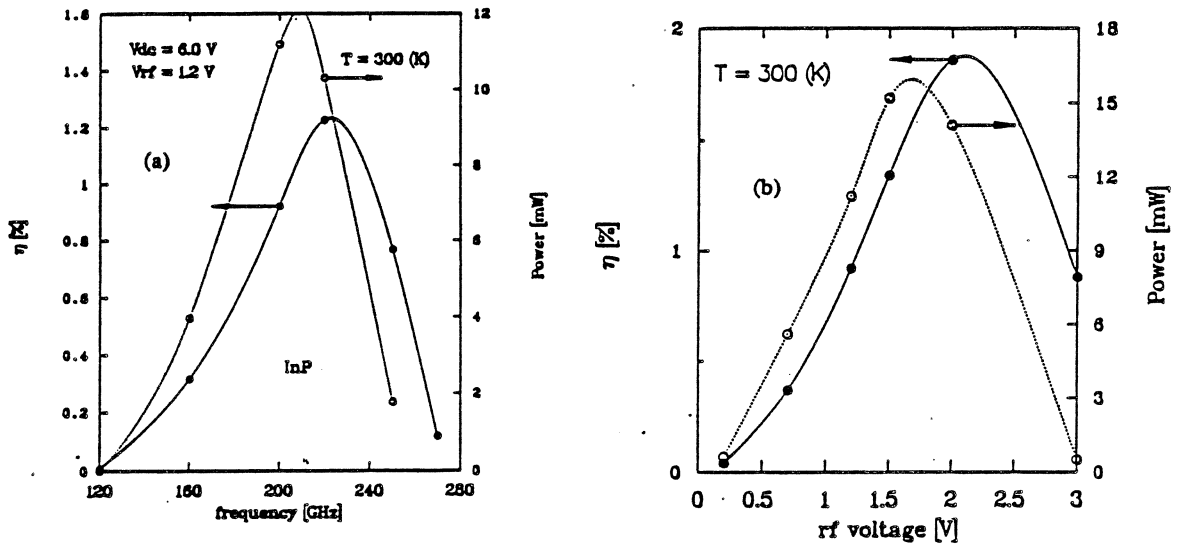 Vdc = 6.0 V
Vrf = 1.2 V
T = 300 (K)
(a)
InP
η [%]
1.6
1.4
1.2
1
0.8
0.6
0.4
0.2
0
12
10
8
6
4
2
0
Power [mW]
120 160 200 240 280
frequency [GHz]
T = 300 (K)
(b)
η [%]
2
1
0
18
15
12
9
6
3
0
Power [mW]
0 0.5 1 1.5 2 2.5 3
rf voltage [V]